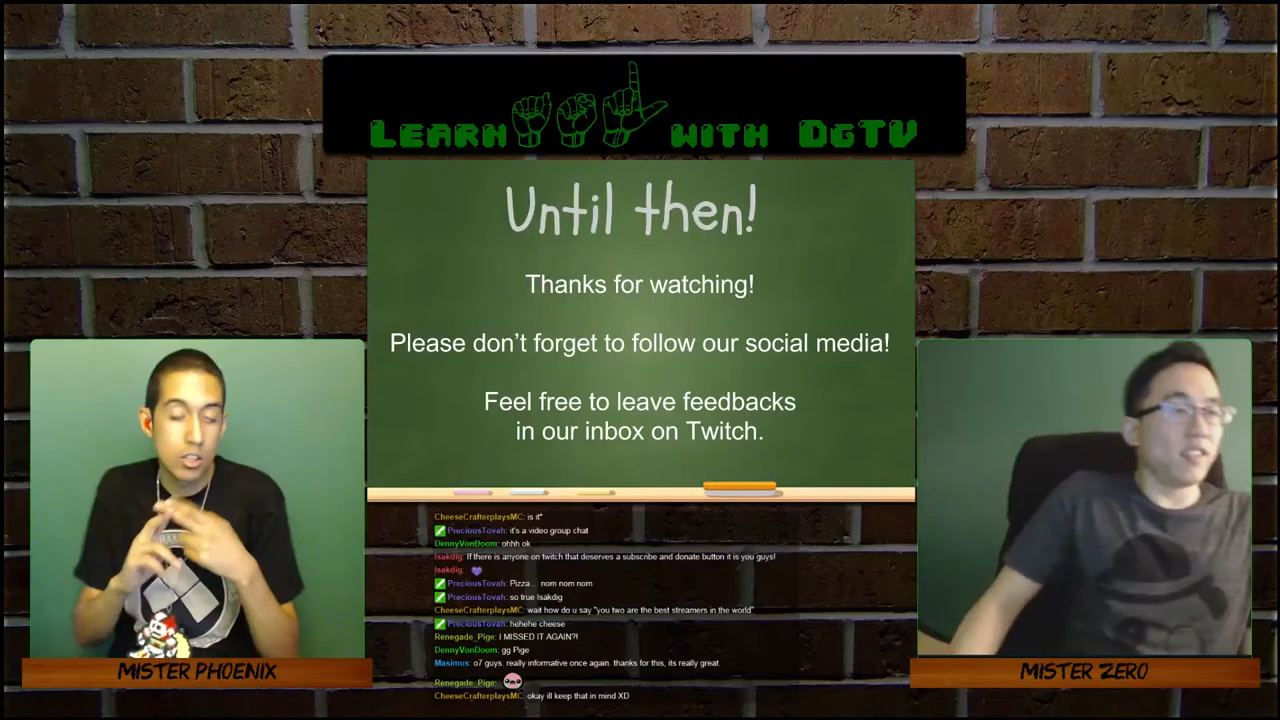 Learn ASL with DGTV
Until then!
Thanks for watching!
Please don't forget to follow our social media!
Feel free to leave feedbacks
in our inbox on Twitch.
CheeseCrafterplaysMC: is it*
PreciousTovah: it's a video group chat
DennyVonDoom: ohhh ok
Isakdig: If there is anyone on twitch that deserves a subscribe and donate button it is you guys!
Isakdig:
PreciousTovah: Pizza... nom nom nom
PreciousTovah: so true Isakdig
CheeseCrafterplaysMC: wait how do u say "you two are the best streamers in the world"
PreciousTovah: hehehe cheese
Renegade_Pige: I MISSED IT AGAIN?!
DennyVonDoom: gg Pige
Masimus: o7 guys. really informative once again. thanks for this, its really great.
Renegade_Pige:
CheeseCrafterplaysMC: okay ill keep that in mind XD
MISTER PHOENIX
MISTER ZERO